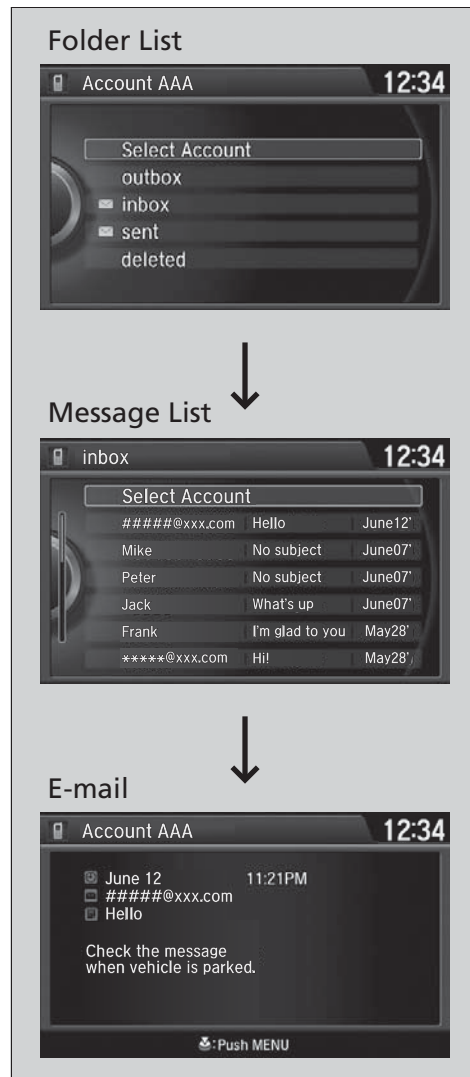 Folder List
Account AAA 12:34
Select Account
outbox
inbox
sent
deleted
Message List
inbox 12:34
Select Account
#####@xxx.com Hello June12'
Mike No subject June07'
Peter No subject June07'
Jack What's up June07'
Frank I'm glad to you May28'
*****@xxx.com Hi! May28'
E-mail
Account AAA 12:34
June 12 11:21PM
#####@xxx.com
Hello
Check the message
when vehicle is parked.
:Push MENU